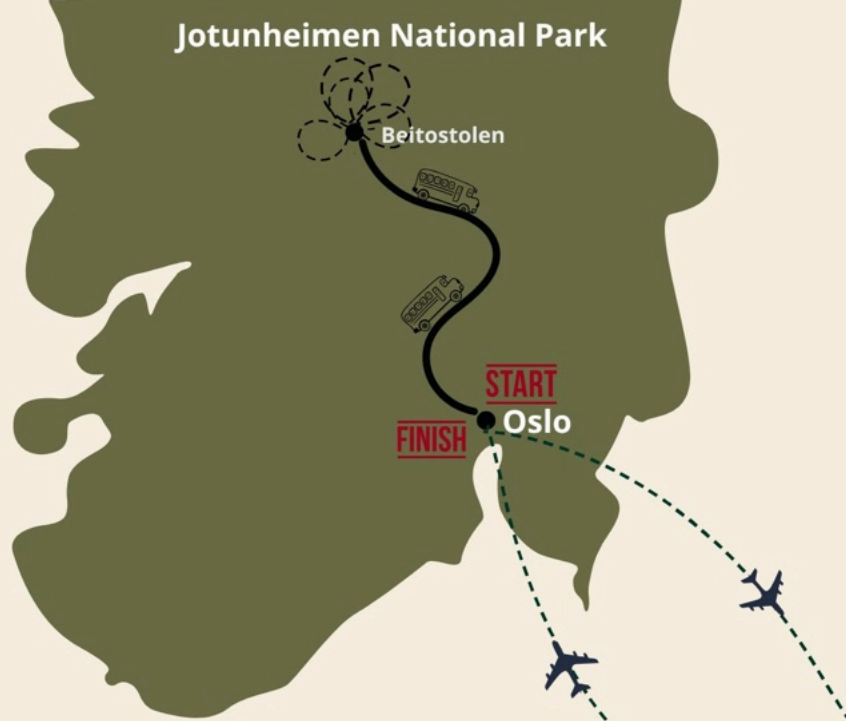 Jotunheimen National Park
Beitostolen
START
Oslo
FINISH